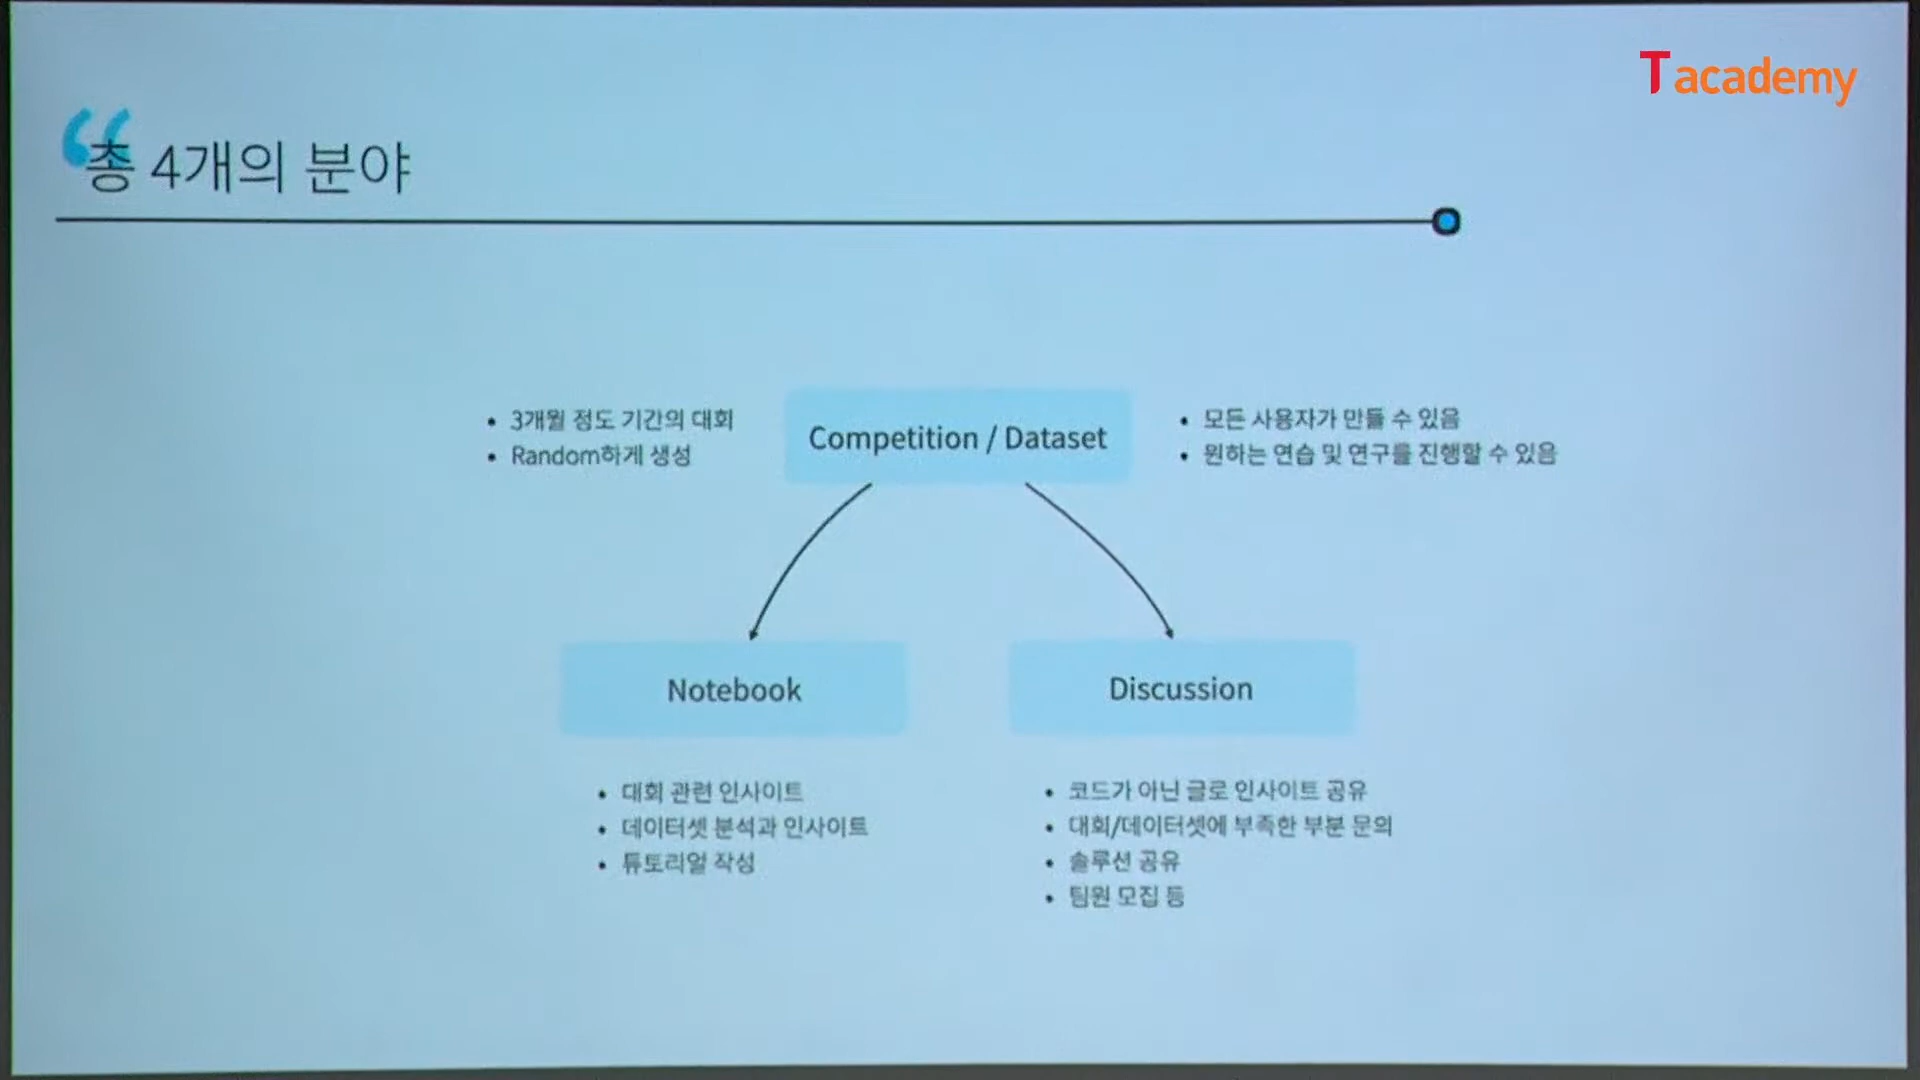 T academy
총 4개의 분야
3개월 정도 기간의 대회
Random하게 생성
Competition / Dataset
모든 사용자가 만들 수 있음
원하는 연습 및 연구를 진행할 수 있음
Notebook
대회 관련 인사이트
데이터셋 분석과 인사이트
튜토리얼 작성
Discussion
코드가 아닌 글로 인사이트 공유
대회/데이터셋에 부족한 부분 문의
솔루션 공유
팀원 모집 등